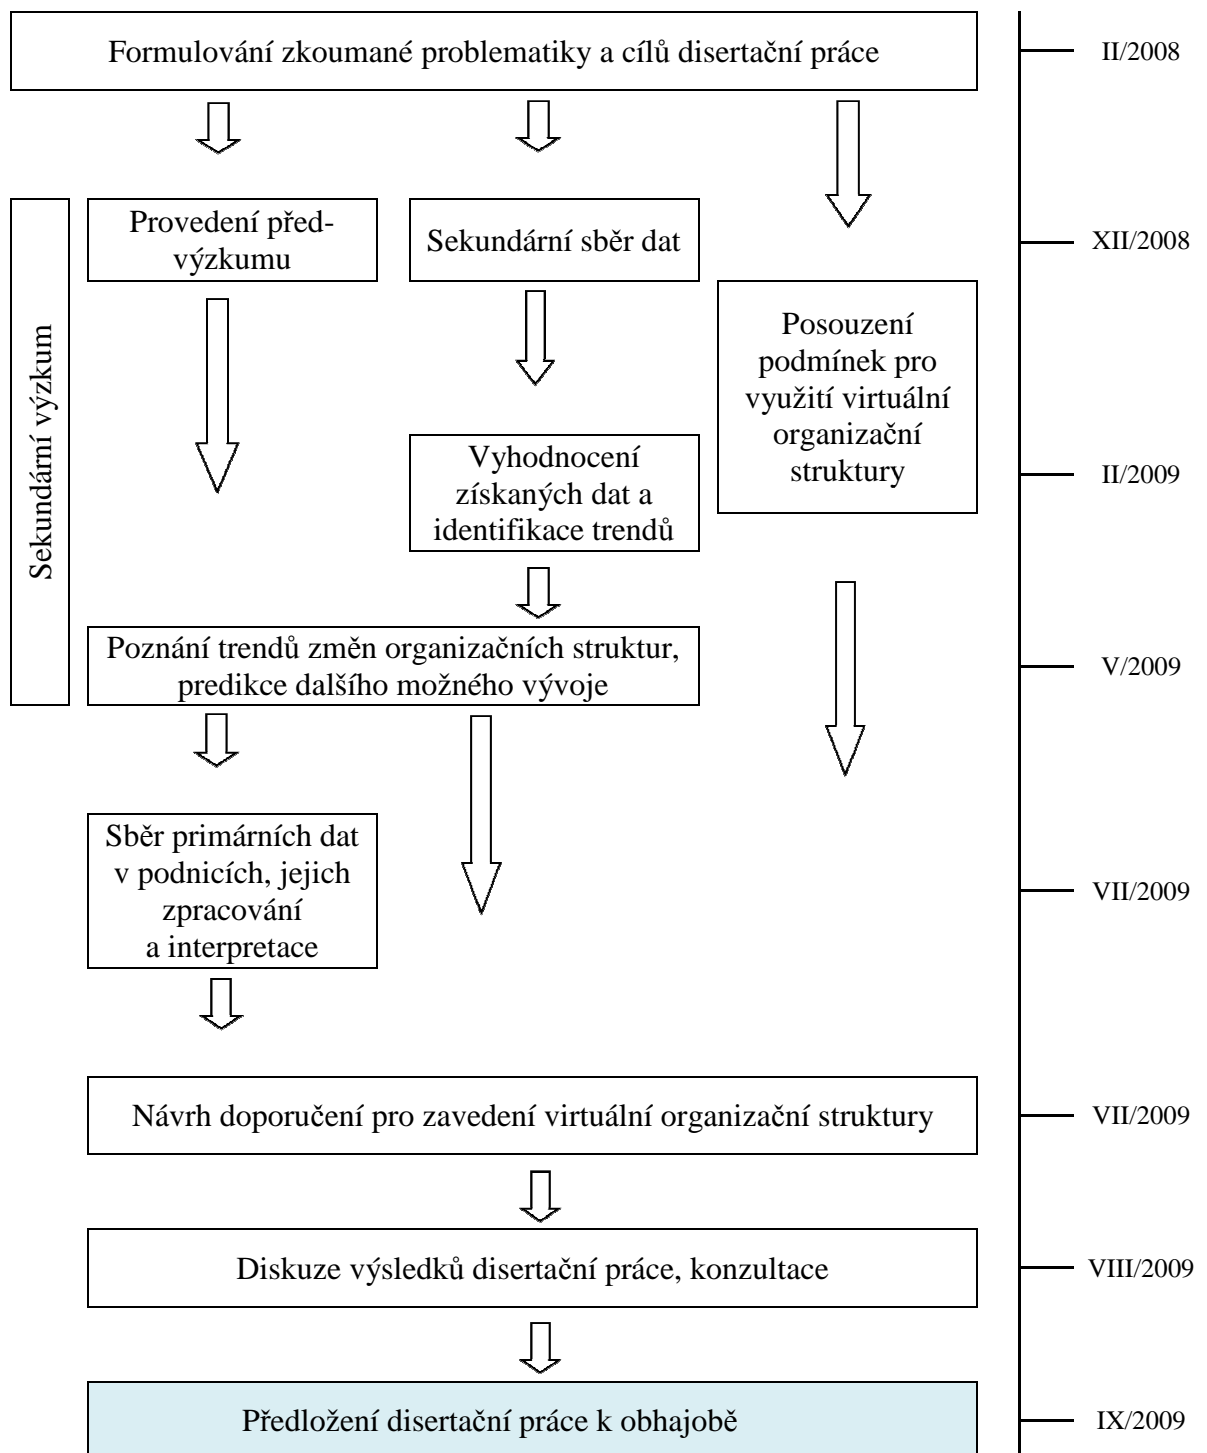 Formulování zkoumané problematiky a cílů disertační práce
II/2008
Provedení před-
výzkumu
Sekundární sběr dat
XII/2008
Sekundární výzkum
Posouzení
podmínek pro
využití virtuální
organizační
struktury
Vyhodnocení
získaných dat a
identifikace trendů
II/2009
Poznání trendů změn organizačních struktur,
predikce dalšího možného vývoje
V/2009
Sběr primárních dat
v podnicích, jejich
zpracování
a interpretace
VII/2009
Návrh doporučení pro zavedení virtuální organizační struktury
VII/2009
Diskuze výsledků disertační práce, konzultace
VIII/2009
Předložení disertační práce k obhajobě
IX/2009